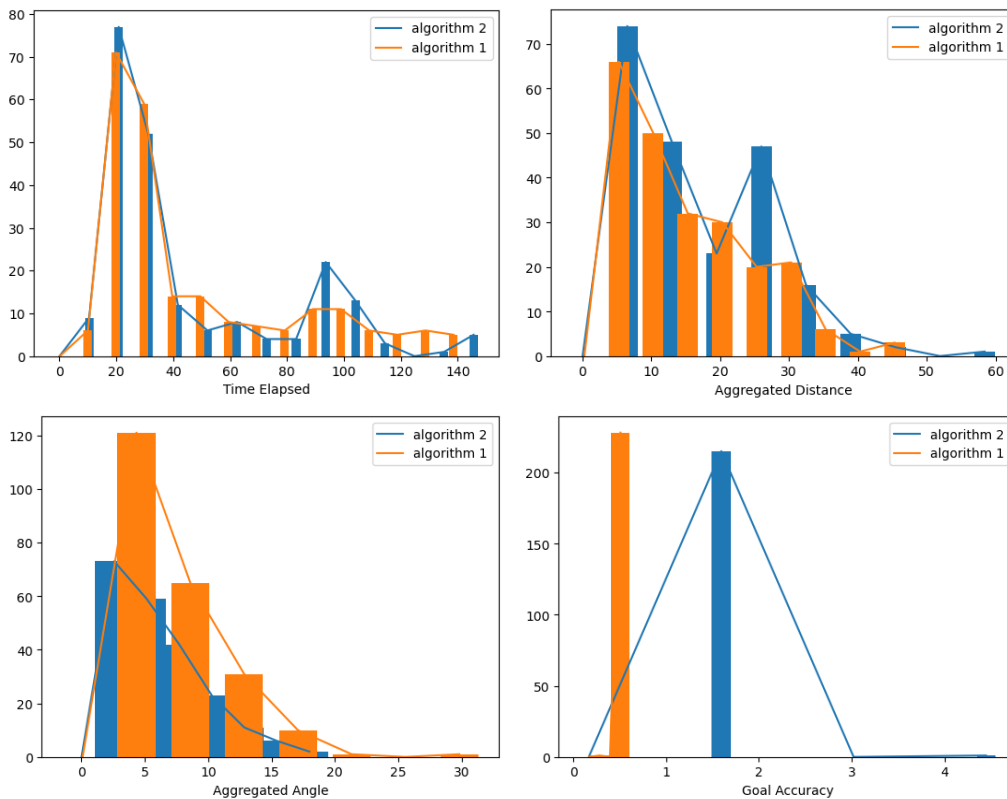 80
70
60
50
40
30
20
10
0
algorithm 2
algorithm 1
0 20 40 60 80 100 120 140
Time Elapsed
70
60
50
40
30
20
10
0
algorithm 2
algorithm 1
0 10 20 30 40 50 60
Aggregated Distance
120
100
80
60
40
20
0
algorithm 2
algorithm 1
0 5 10 15 20 25 30
Aggregated Angle
200
150
100
50
0
algorithm 2
algorithm 1
0 1 2 3 4
Goal Accuracy